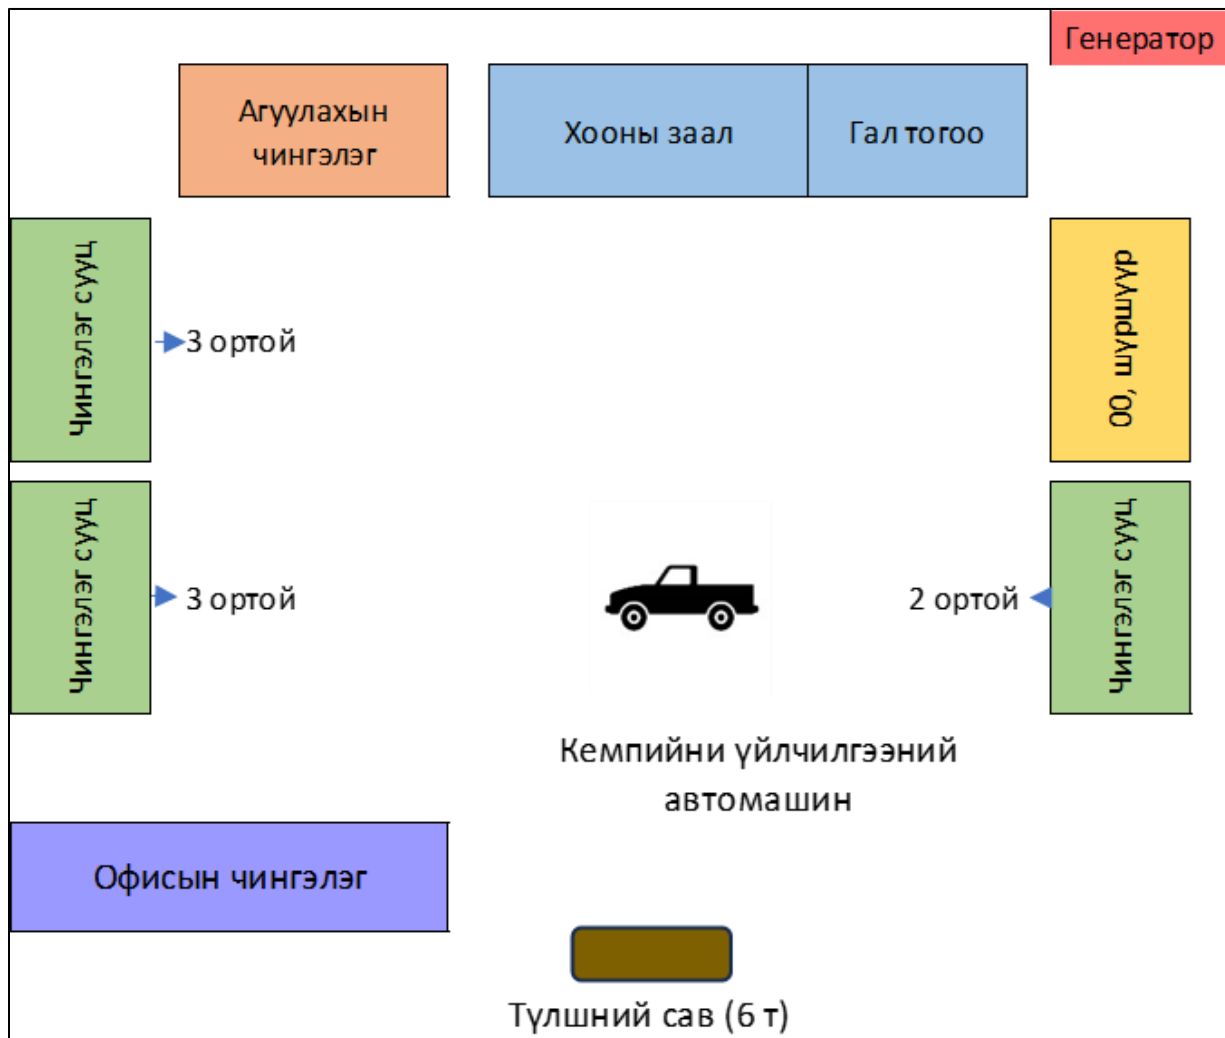 Генератор
Агуулахын
чингэлэг
Хооны заал
Гал тогоо
Чингэлэг сууц
3 ортой
00, шүршүүр
Чингэлэг сууц
3 ортой
2 ортой
Чингэлэг сууц
Кемпийни үйлчилгээний
автомашин
Офисын чингэлэг
Түлшний сав (6 т)